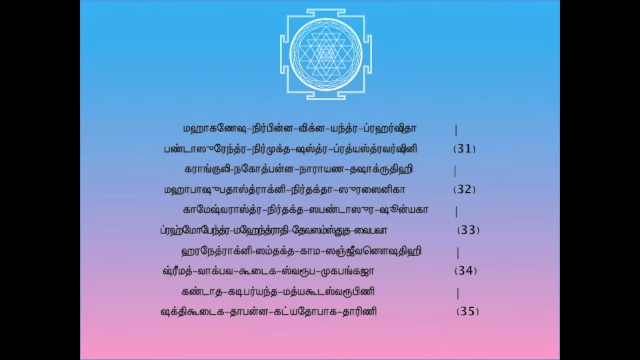 மஹாகணேஷ-நிர்பின்ன-விக்ன-யந்த்ர-ப்ரஹர்ஷிதா |
பண்டாஸுரேந்த்ர-நிர்முக்த-ஷஸ்த்ர-ப்ரத்யஸ்த்ரவர்ஷினி (31)
கராங்குலி-நகோத்பன்ன-நாராயண-தஷாக்ருதிஹி |
மஹாபாஷுபதாஸ்த்ராக்னி-நிர்தக்தா-ஸுரஸைனிகா (32)
காமேஷ்வராஸ்த்ர-நிர்தக்த-ஸபண்டாஸுர-ஷூன்யகா |
ப்ரஹ்மோபேந்த்ர-மஹேந்த்ராதி-தேவஸம்ஸ்துத-வைபவா (33)
ஹரநேத்ராக்னி-ஸம்தக்த-காம-ஸஞ்ஜீவனௌஷதிஹி |
ஷ்ரீமத்-வாக்பவ-கூடைக-ஸ்வரூப-முகபங்கஜா (34)
கண்டாத-கடிபர்யந்த-மத்யகூடஸ்வரூபிணி |
ஷக்திகூடைக-தாபன்ன-கட்யதோபாக-தாரிணி (35)